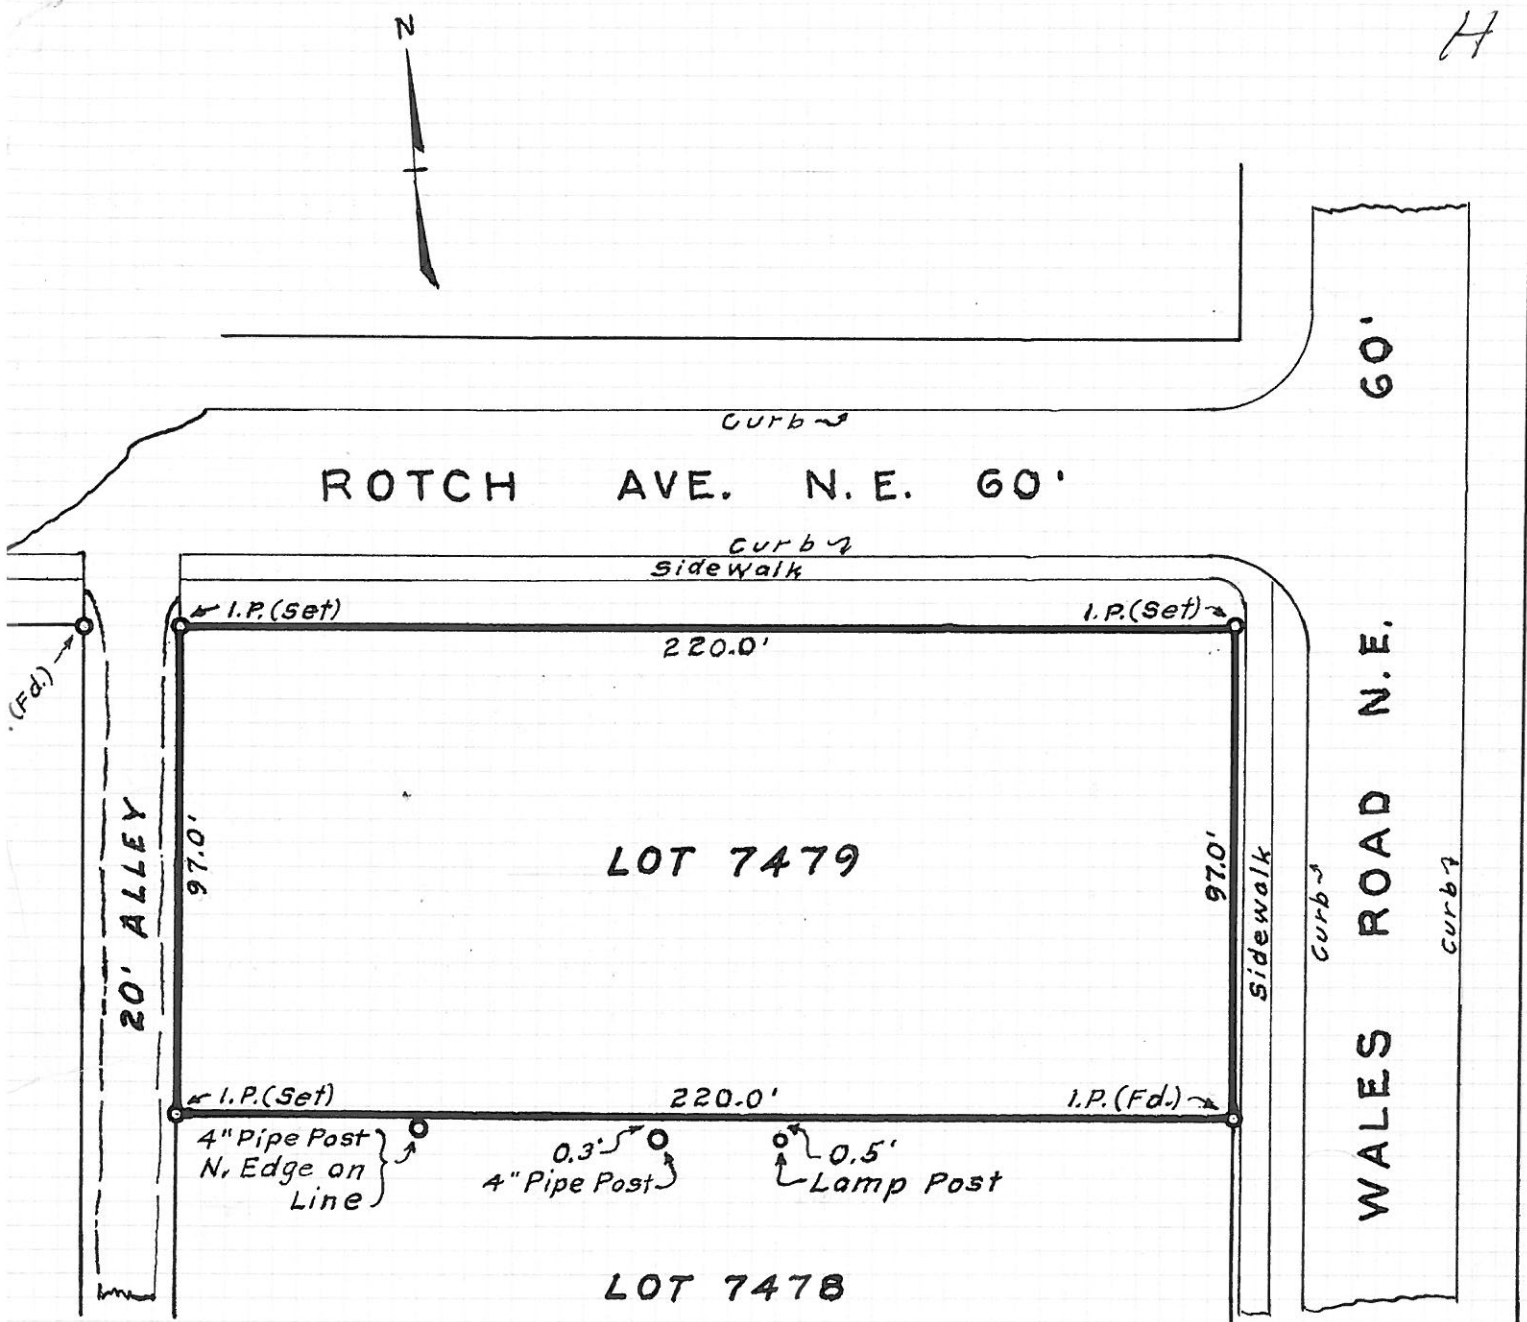 N
H
60'
Curb
ROTCH AVE. N.E. 60'
Curb
Sidewalk
I.P.(Set)
I.P.(Set)
220.0'
(Fd.)
WALES ROAD N.E.
20' ALLEY
97.0'
LOT 7479
97.0'
Sidewalk
Curb
Curb
I.P.(Set)
220.0'
I.P.(Fd.)
4" Pipe Post
N. Edge on
Line
0.3'
4" Pipe Post
0.5'
Lamp Post
LOT 7478